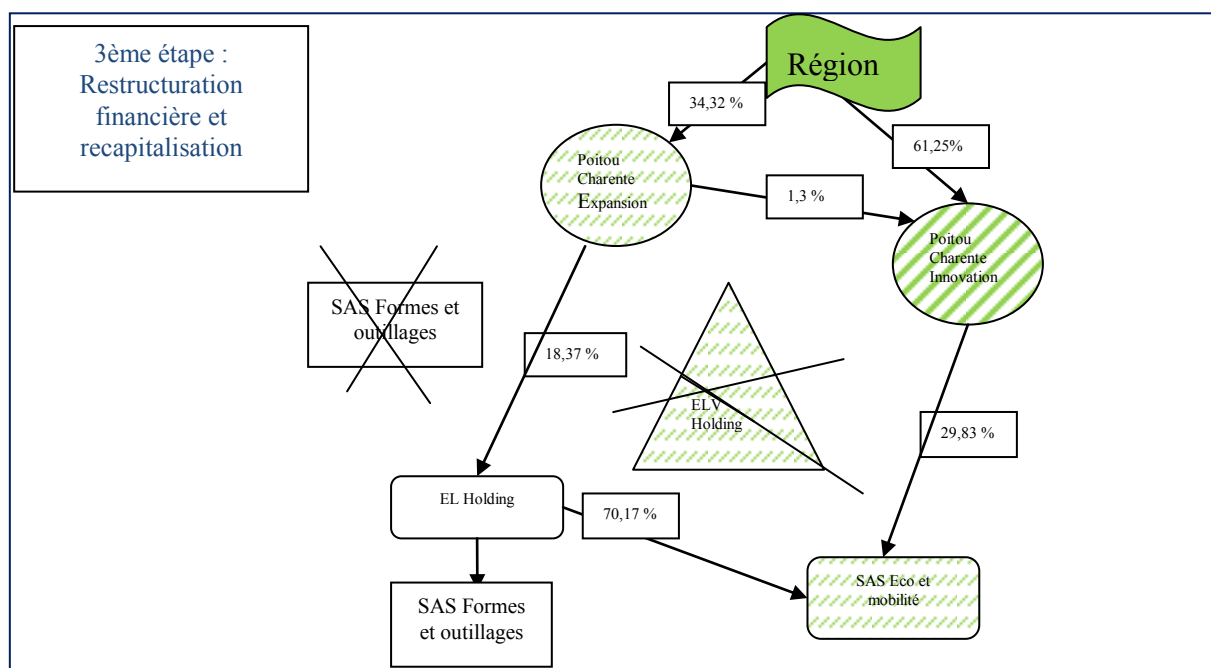 3ème étape :
Restructuration
financière et
recapitalisation
Région
34,32 %
61,25%
Poitou
Charente
Expansion
1,3 %
Poitou
Charente
Innovation
SAS Formes et
outillages
18,37 %
ELV
Holding
29,83 %
EL Holding
70,17 %
SAS Eco et
mobilité
SAS Formes
et outillages